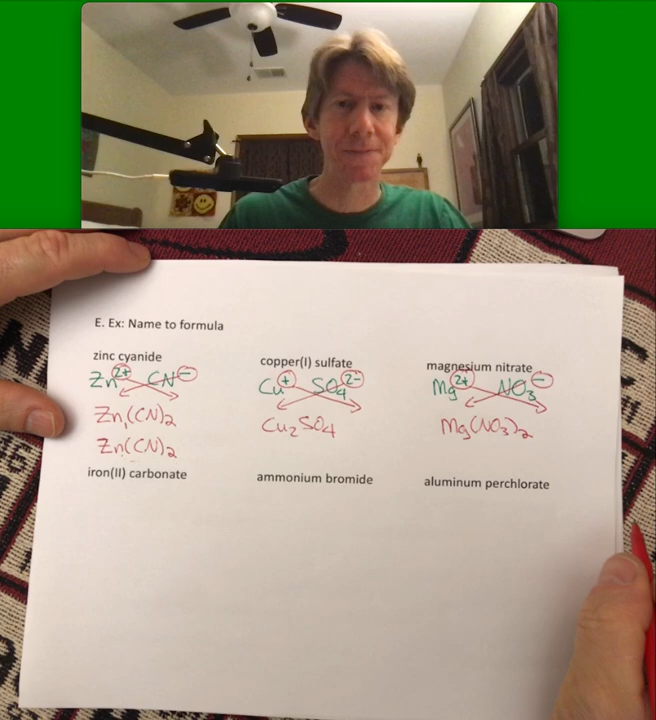 E. Ex: Name to formula
zinc cyanide
Zn²⁺ CN⁻
Zn₁(CN)₂
Zn(CN)₂
copper(I) sulfate
Cu⁺ SO₄²⁻
Cu₂SO₄
magnesium nitrate
Mg²⁺ NO₃⁻
Mg(NO₃)₂
iron(II) carbonate
ammonium bromide
aluminum perchlorate